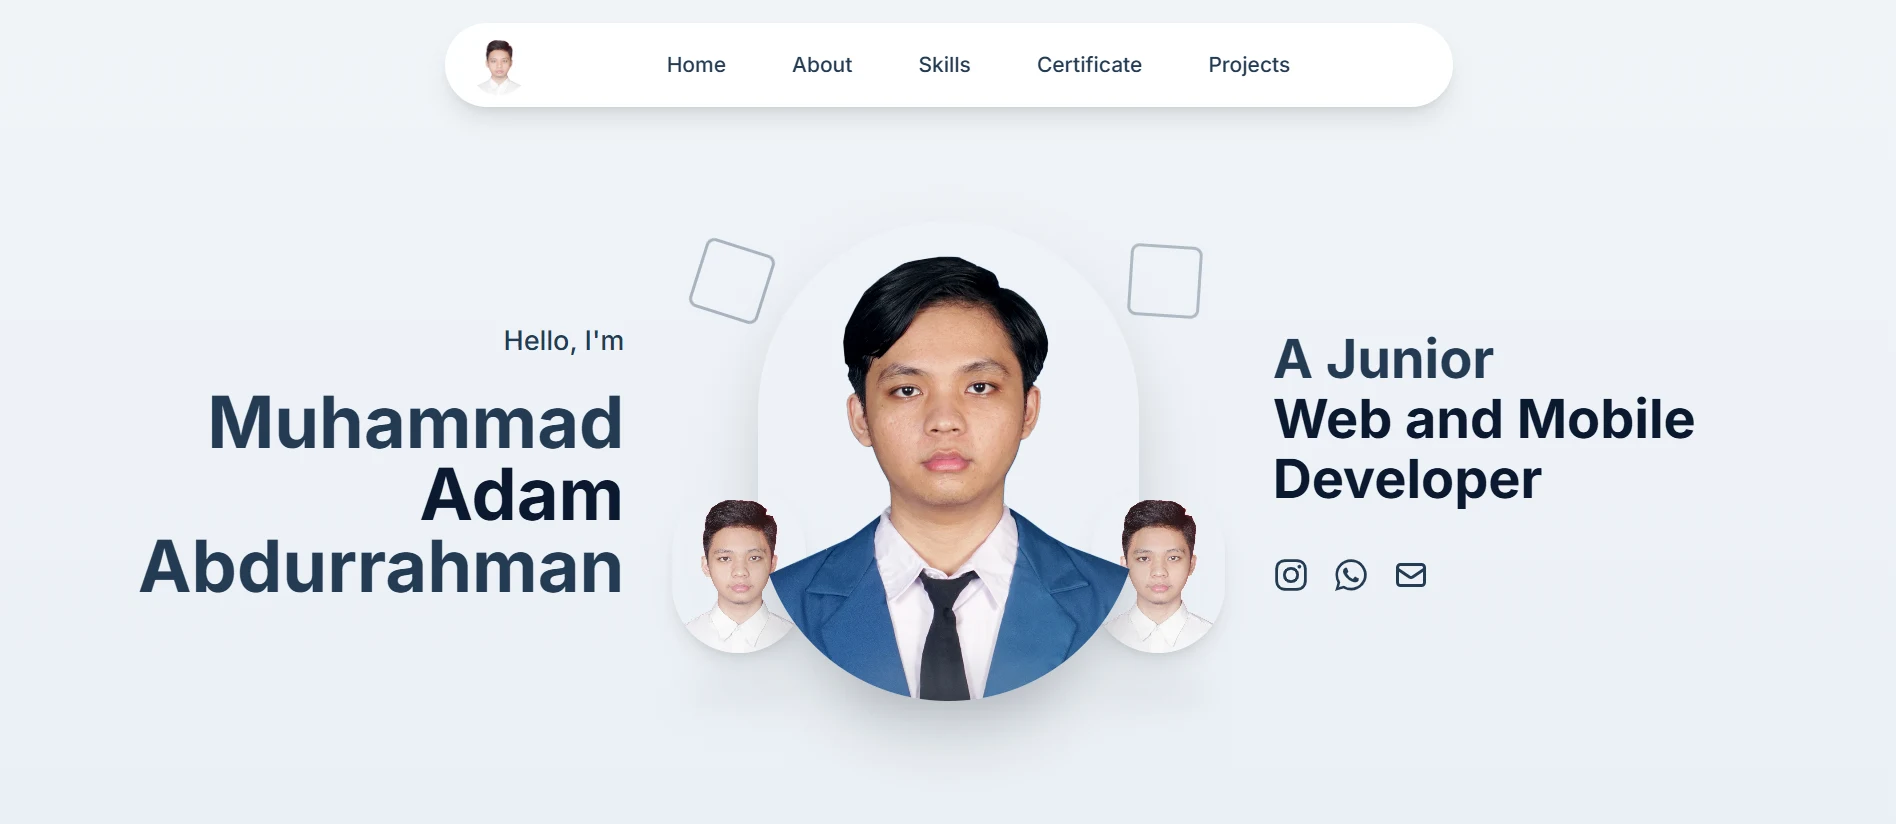 Home About Skills Certificate Projects
Hello, I'm
Muhammad
Adam
Abdurrahman
A Junior
Web and Mobile
Developer